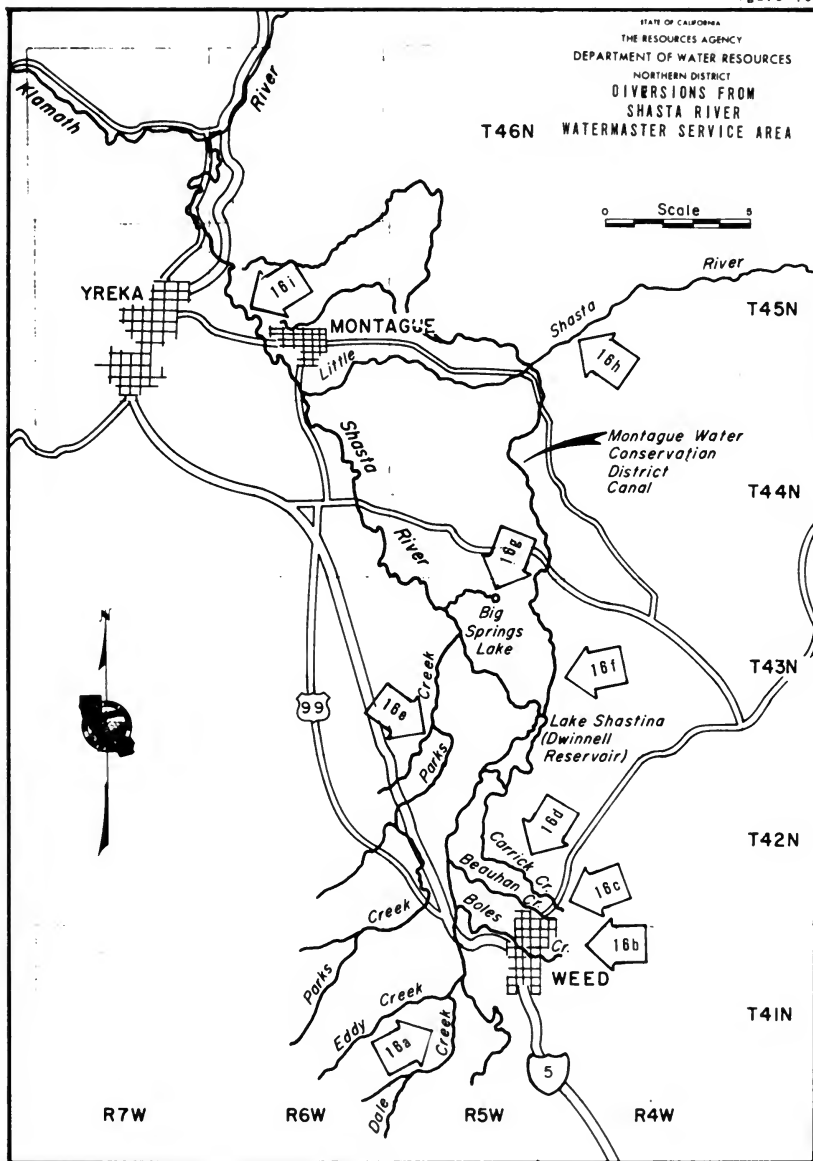 STATE OF CALIFORNIA
THE RESOURCES AGENCY
DEPARTMENT OF WATER RESOURCES
NORTHERN DISTRICT
DIVERSIONS FROM
SHASTA RIVER
WATERMASTER SERVICE AREA
Klamath
River
T46N
0 Scale 5
YREKA
16i
MONTAGUE
Little
Shasta
River
T45N
16h
Montague Water
Conservation
District
Canal
Shasta
River
T44N
16g
Big
Springs
Lake
T43N
16f
99
16e
Creek
Parks
Lake Shastina
(Dwinnell
Reservoir)
N
T42N
16d
Carrick Cr.
Beauhan Cr.
16c
Boles
Cr.
16b
WEED
Creek
Parks
Eddy Creek
16a
Creek
Dale
T41N
5
R7W
R6W
R5W
R4W